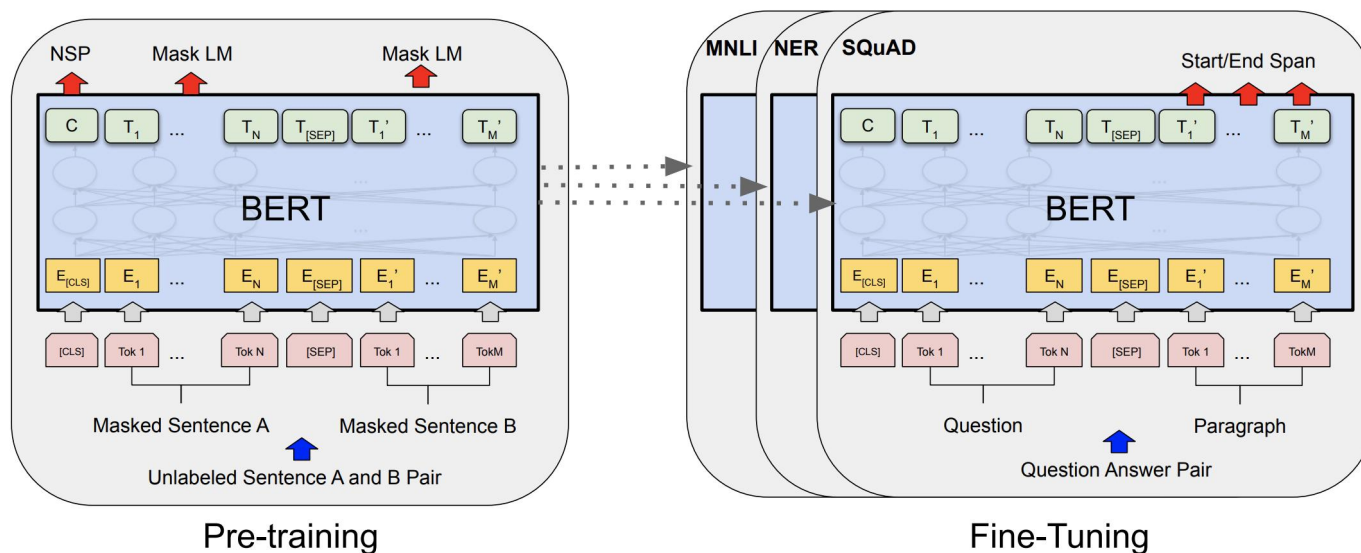 NSP Mask LM Mask LM
C T1 ... TN T[SEP] T1' ... TM'
...
BERT
...
E[CLS] E1 ... EN E[SEP] E1' ... EM'
[CLS] Tok 1 ... Tok N [SEP] Tok 1 ... TokM
Masked Sentence A Masked Sentence B
Unlabeled Sentence A and B Pair
Pre-training
MNLI NER SQuAD
Start/End Span
C T1 ... TN T[SEP] T1' ... TM'
...
BERT
...
E[CLS] E1 ... EN E[SEP] E1' ... EM'
[CLS] Tok 1 ... Tok N [SEP] Tok 1 ... TokM
Question Paragraph
Question Answer Pair
Fine-Tuning